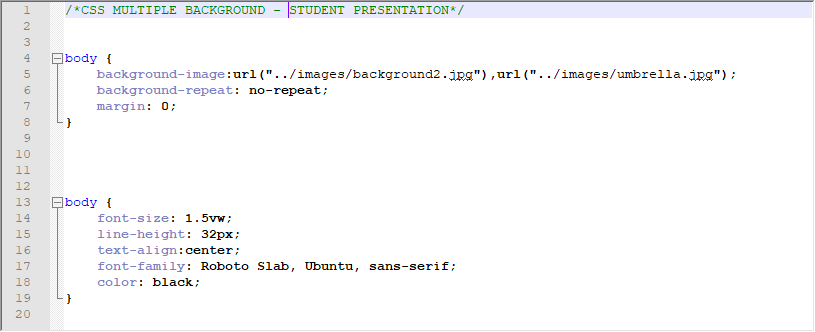 1 /*CSS MULTIPLE BACKGROUND - STUDENT PRESENTATION*/
2
3
4 body {
5 background-image:url("../images/background2.jpg"),url("../images/umbrella.jpg");
6 background-repeat: no-repeat;
7 margin: 0;
8 }
9
10
11
12
13 body {
14 font-size: 1.5vw;
15 line-height: 32px;
16 text-align:center;
17 font-family: Roboto Slab, Ubuntu, sans-serif;
18 color: black;
19 }
20